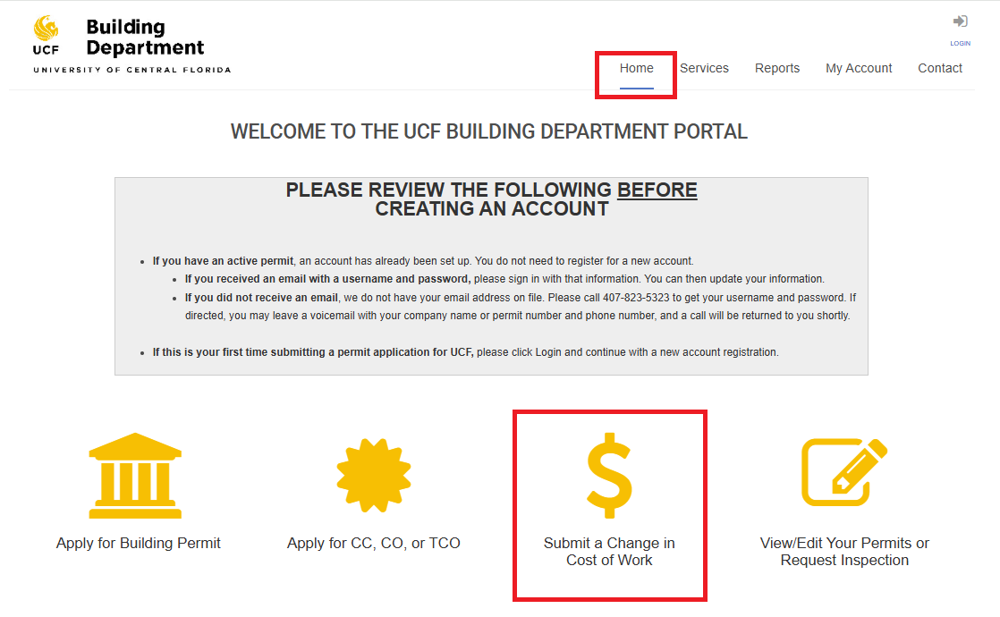 Building
Department
UCF
UNIVERSITY OF CENTRAL FLORIDA
LOGIN
Home Services Reports My Account Contact
WELCOME TO THE UCF BUILDING DEPARTMENT PORTAL
PLEASE REVIEW THE FOLLOWING BEFORE
CREATING AN ACCOUNT
• If you have an active permit, an account has already been set up. You do not need to register for a new account.
• If you received an email with a username and password, please sign in with that information. You can then update your information.
• If you did not receive an email, we do not have your email address on file. Please call 407-823-5323 to get your username and password. If
directed, you may leave a voicemail with your company name or permit number and phone number, and a call will be returned to you shortly.
• If this is your first time submitting a permit application for UCF, please click Login and continue with a new account registration.
$
Apply for Building Permit
Apply for CC, CO, or TCO
Submit a Change in
Cost of Work
View/Edit Your Permits or
Request Inspection